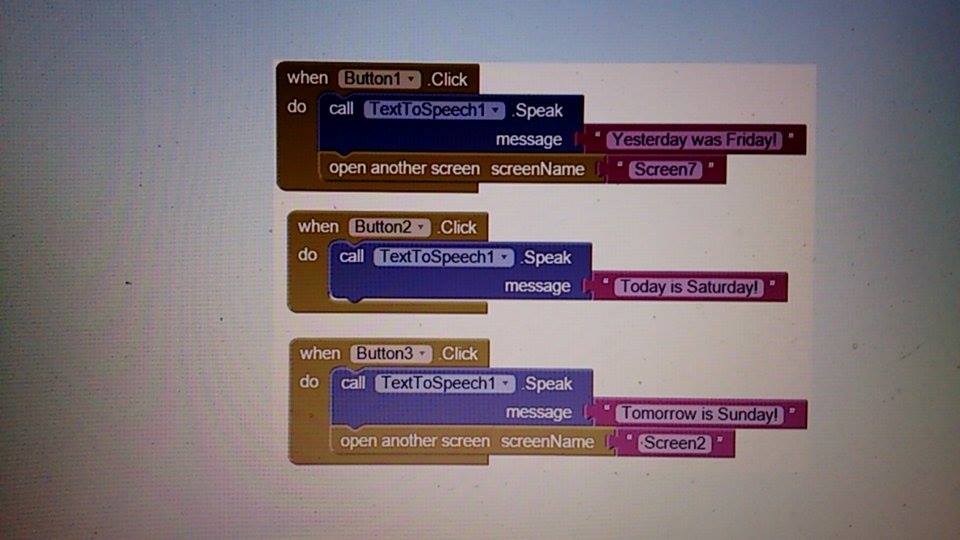 when Button1 .Click
do call TextToSpeech1 .Speak
message " Yesterday was Friday! "
open another screen screenName " Screen7 "
when Button2 .Click
do call TextToSpeech1 .Speak
message " Today is Saturday! "
when Button3 .Click
do call TextToSpeech1 .Speak
message " Tomorrow is Sunday! "
open another screen screenName " Screen2 "